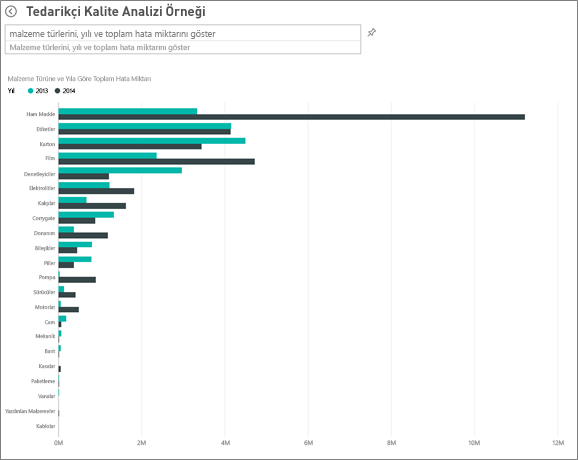 Tedarikçi Kalite Analizi Örneği
malzeme türlerini, yılı ve toplam hata miktarını göster
Malzeme türlerini, yılı ve toplam hata miktarını göster
Malzeme Türüne ve Yıla Göre Toplam Hata Miktarı
Yıl 2013 2014
Ham Madde
Etiketler
Karton
Film
Denetleyiciler
Elektrolitler
Kalıplar
Corrygate
Donanım
Bileşikler
Piller
Pompa
Sürücüler
Motorlar
Cam
Mekanik
Bant
Kasalar
Paketleme
Vanalar
Yazdırılan Malzemeler
Kablolar
0M 2M 4M 6M 8M 10M 12M